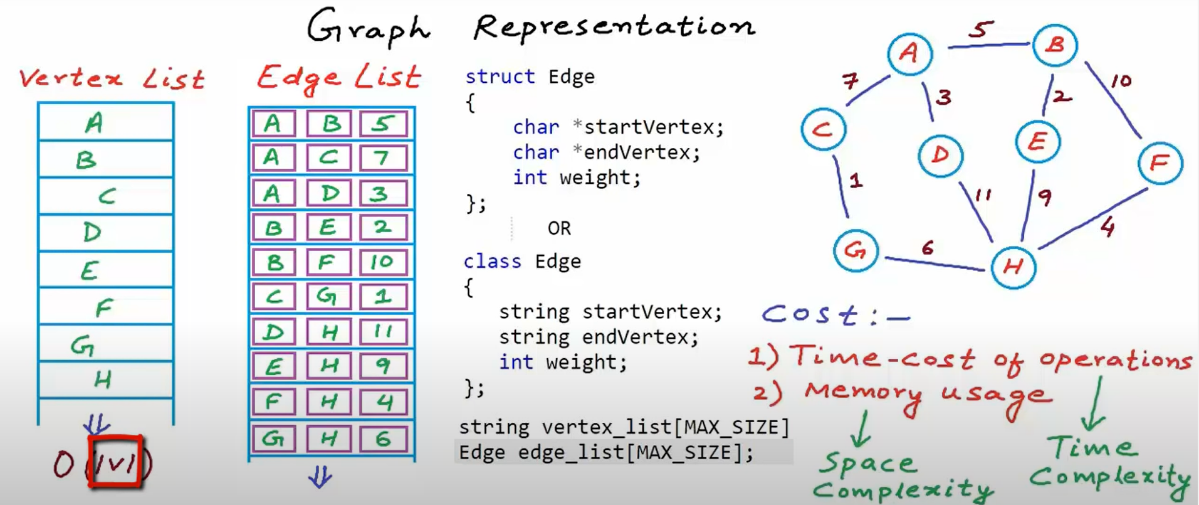 Graph Representation
Vertex List
A
B
C
D
E
F
G
H
O(|v|)
Edge List
A B 5
A C 7
A D 3
B E 2
B F 10
C G 1
D H 11
E H 9
F H 4
G H 6
struct Edge
{
char *startVertex;
char *endVertex;
int weight;
};
OR
class Edge
{
string startVertex;
string endVertex;
int weight;
};
string vertex_list[MAX_SIZE]
Edge edge_list[MAX_SIZE];
A 5 B
7 3 2 10
C D E F
1 11 9 4
G 6 H
Cost:-
1) Time-cost of operations
2) Memory usage
Space
Complexity
Time
Complexity